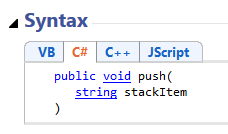 Syntax
VB C# C++ JScript
public void push(
string stackItem
)